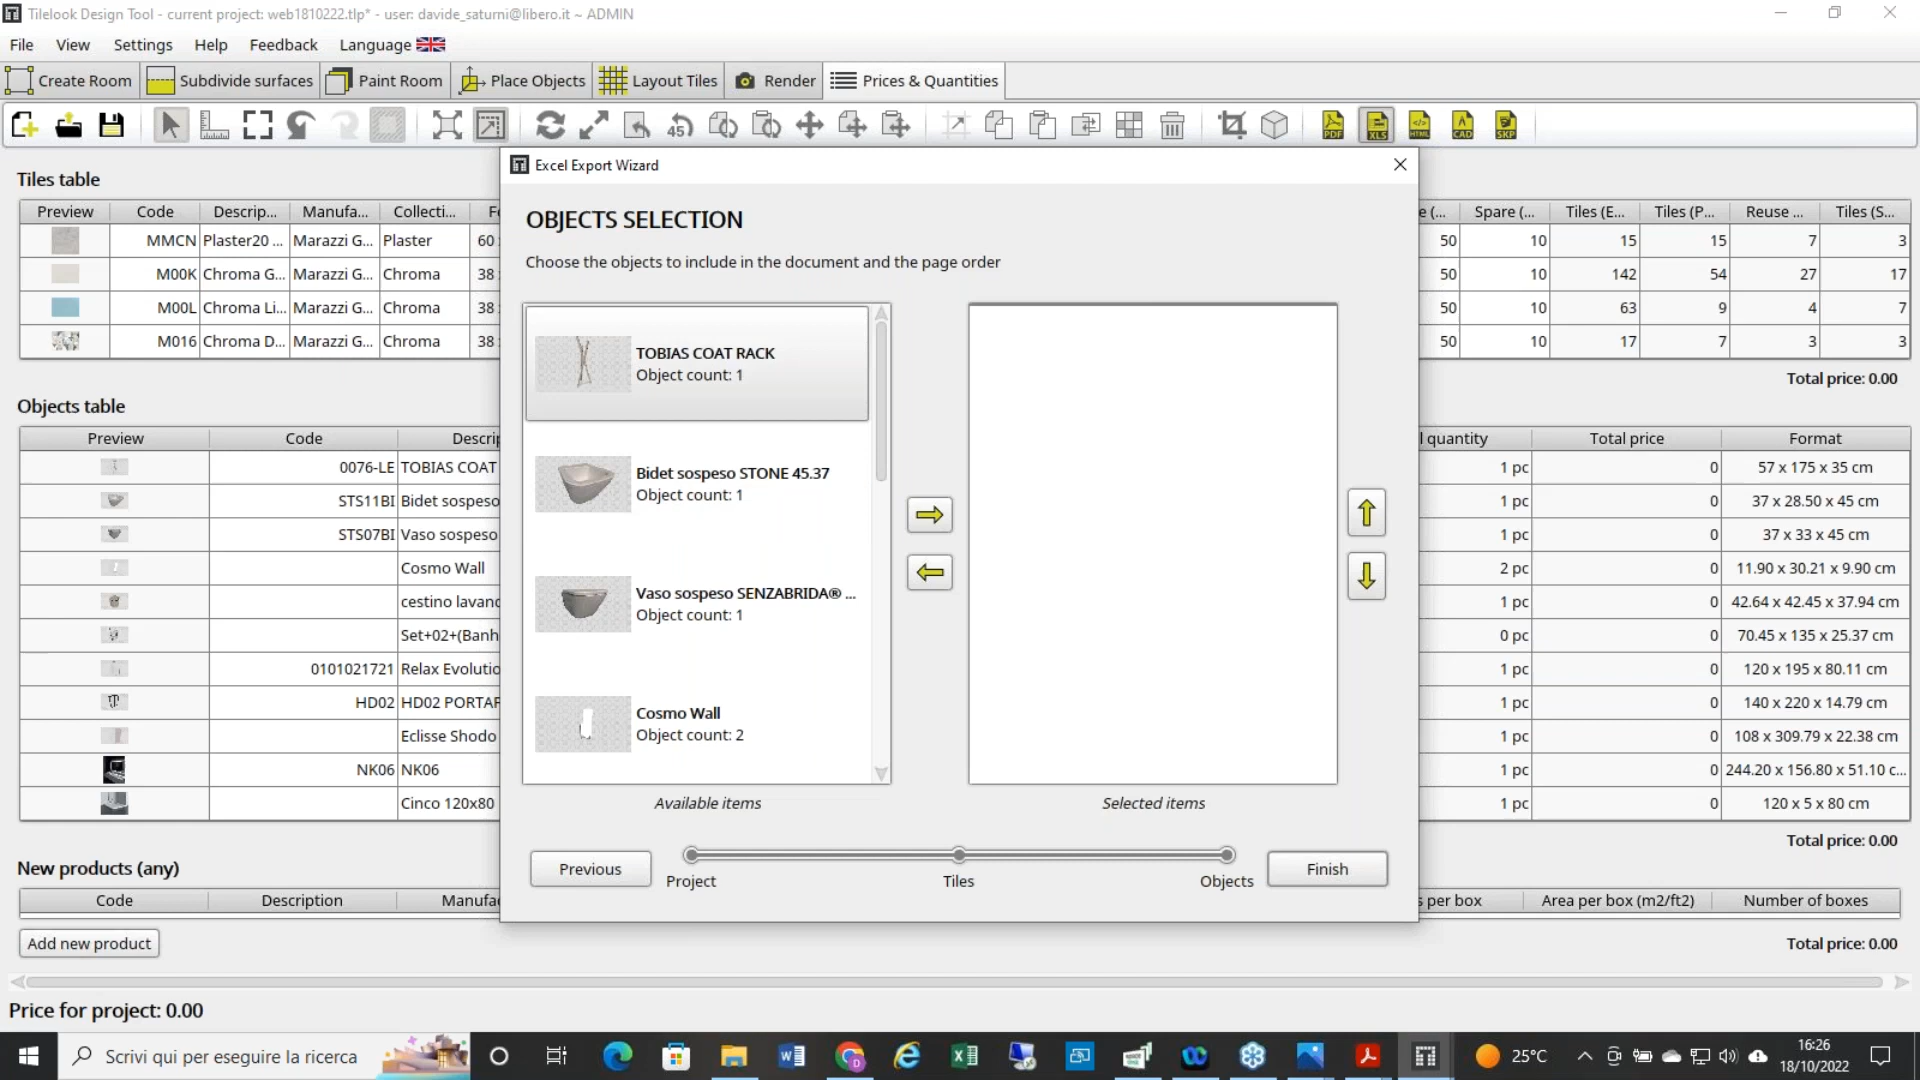 Tilelook Design Tool - current project: web1810222.tlp* - user: davide_saturni@libero.it ~ ADMIN
File View Settings Help Feedback Language
Create Room Subdivide surfaces Paint Room Place Objects Layout Tiles Render Prices & Quantities
45
PDF XLS HTML CAD SKP
Tiles table
Preview Code Descrip... Manufa... Collecti... Spare (... Tiles (E... Tiles (P... Reuse ... Tiles (S...
MMCN Plaster20 ... Marazzi G... Plaster 60 50 10 15 15 7 3
M00K Chroma G... Marazzi G... Chroma 38 50 10 142 54 27 17
M00L Chroma Li... Marazzi G... Chroma 38 50 10 63 9 4 7
M016 Chroma D... Marazzi G... Chroma 38 50 10 17 7 3 3
Total price: 0.00
Objects table
Preview Code Descrip l quantity Total price Format
0076-LE TOBIAS COAT 1 pc 0 57 x 175 x 35 cm
STS11BI Bidet sospeso 1 pc 0 37 x 28.50 x 45 cm
STS07BI Vaso sospeso 1 pc 0 37 x 33 x 45 cm
Cosmo Wall 2 pc 0 11.90 x 30.21 x 9.90 cm
cestino lavand 1 pc 0 42.64 x 42.45 x 37.94 cm
Set+02+(Banh 0 pc 0 70.45 x 135 x 25.37 cm
0101021721 Relax Evolutio 1 pc 0 120 x 195 x 80.11 cm
HD02 HD02 PORTAF 1 pc 0 140 x 220 x 14.79 cm
Eclisse Shodo 1 pc 0 108 x 309.79 x 22.38 cm
NK06 NK06 1 pc 0 244.20 x 156.80 x 51.10 c...
Cinco 120x80 1 pc 0 120 x 5 x 80 cm
Total price: 0.00
New products (any)
Code Description Manufac s per box Area per box (m2/ft2) Number of boxes
Add new product
Total price: 0.00
Price for project: 0.00
Excel Export Wizard
OBJECTS SELECTION
Choose the objects to include in the document and the page order
TOBIAS COAT RACK
Object count: 1
Bidet sospeso STONE 45.37
Object count: 1
Vaso sospeso SENZABRIDA® ...
Object count: 1
Cosmo Wall
Object count: 2
Available items
Selected items
Previous
Project Tiles Objects
Finish
Scrivi qui per eseguire la ricerca
25°C
16:26
18/10/2022